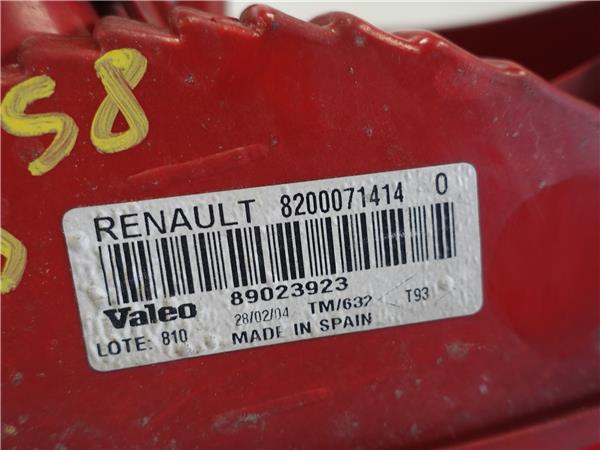 58
RENAULT 8200071414 0
89023923
Valeo 28/02/04 TM/632 T93
LOTE: 810 MADE IN SPAIN